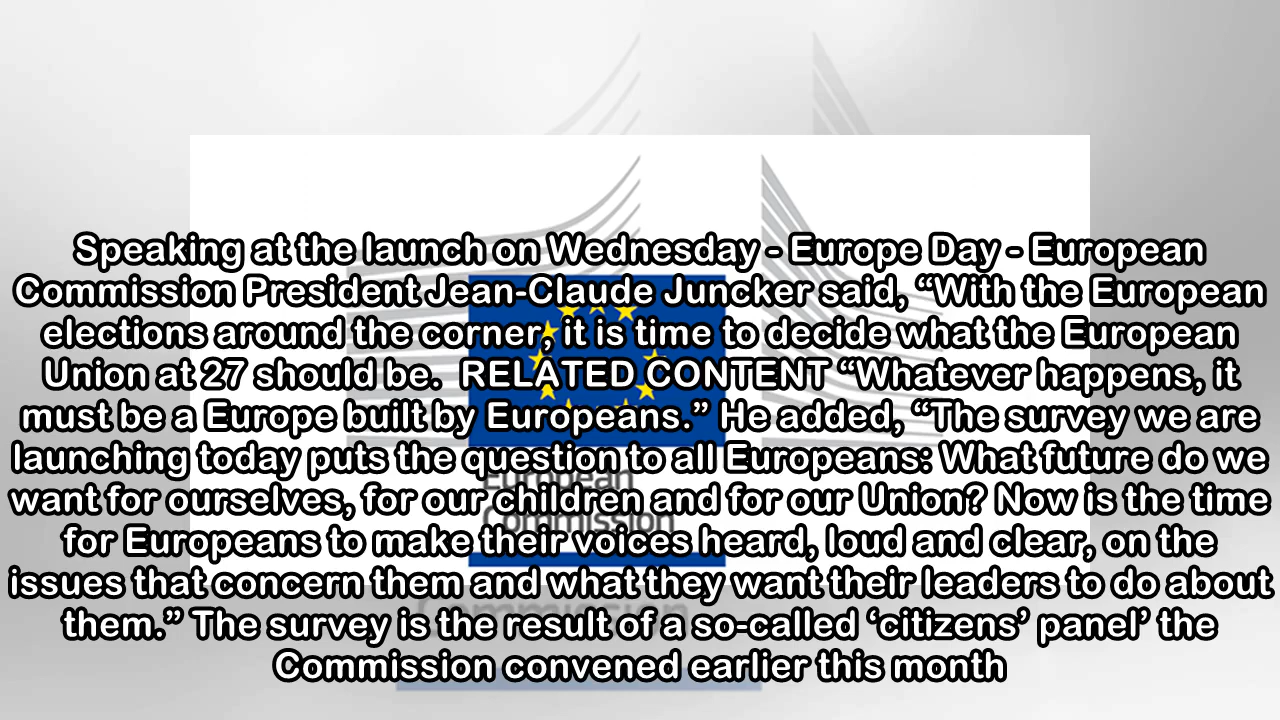 Speaking at the launch on Wednesday - Europe Day - European
Commission President Jean-Claude Juncker said, “With the European
elections around the corner, it is time to decide what the European
Union at 27 should be.  RELATED CONTENT “Whatever happens, it
must be a Europe built by Europeans.” He added, “The survey we are
launching today puts the question to all Europeans: What future do we
want for ourselves, for our children and for our Union? Now is the time
for Europeans to make their voices heard, loud and clear, on the
issues that concern them and what they want their leaders to do about
them.” The survey is the result of a so-called ‘citizens’ panel’ the
Commission convened earlier this month
European
Commission
Commission